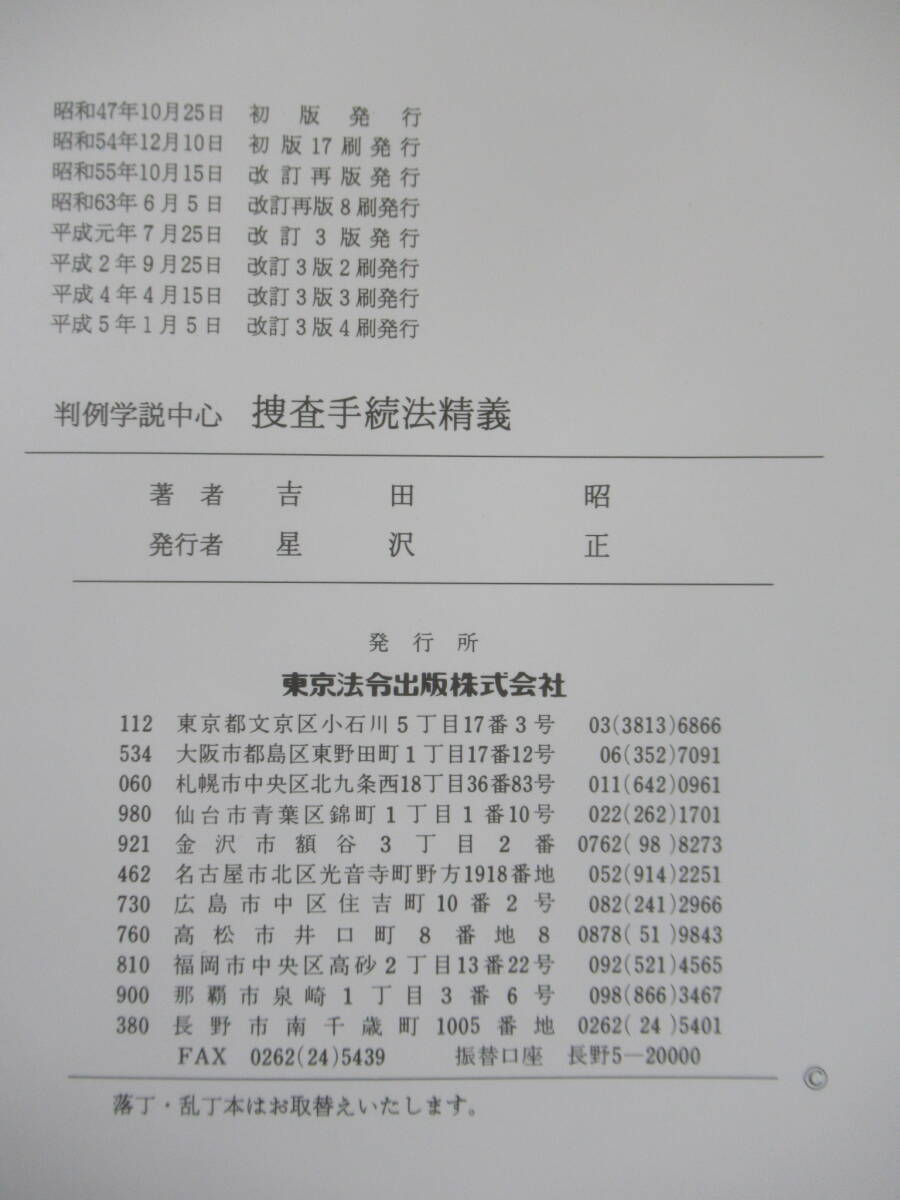 昭和47年10月25日 初版発行
昭和54年12月10日 初版17刷発行
昭和55年10月15日 改訂再版発行
昭和63年6月5日 改訂再版8刷発行
平成元年7月25日 改訂3版発行
平成2年9月25日 改訂3版2刷発行
平成4年4月15日 改訂3版3刷発行
平成5年1月5日 改訂3版4刷発行
判例学説中心 捜査手続法精義
著者 吉田昭
発行者 星沢正
発行所
東京法令出版株式会社
112 東京都文京区小石川5丁目17番3号 03(3813)6866
534 大阪市都島区東野田町1丁目17番12号 06(352)7091
060 札幌市中央区北九条西18丁目36番83号 011(642)0961
980 仙台市青葉区錦町1丁目1番10号 022(262)1701
921 金沢市額谷3丁目2番 0762(98)8273
462 名古屋市北区光音寺町野方1918番地 052(914)2251
730 広島市中区住吉町10番2号 082(241)2966
760 高松市井口町8番地8 0878(51)9843
810 福岡市中央区高砂2丁目13番22号 092(521)4565
900 那覇市泉崎1丁目3番6号 098(866)3467
380 長野市南千歳町1005番地 0262(24)5401
FAX 0262(24)5439 振替口座 長野5-20000
©
落丁・乱丁本はお取替えいたします。